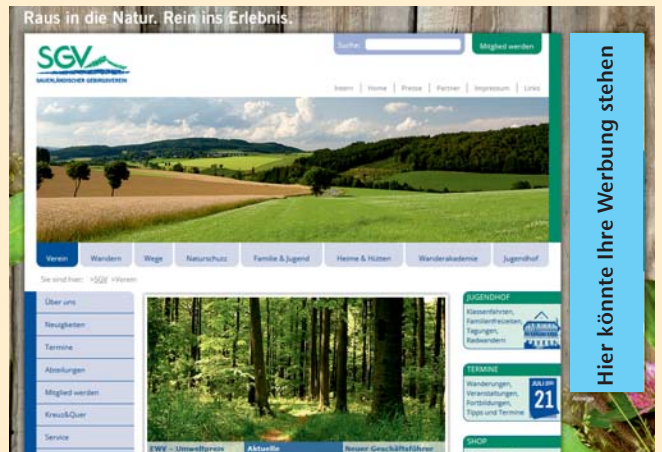 Raus in die Natur. Rein ins Erlebnis.
SGV
SAUERLÄNDISCHER GEBIRGSVEREIN
Suche:
Mitglied werden
Intern | Home | Presse | Partner | Impressum | Links
Verein
Wandern
Wege
Naturschutz
Familie & Jugend
Heime & Hütten
Wanderakademie
Jugendhof
Sie sind hier: >SGV >Verein
Über uns
Neuigkeiten
Termine
Abteilungen
Mitglied werden
Kreuz&Quer
Service
EWE – Umweltpreis
Aktuelle
Neuer Geschäftsführer
JUGENDHOF
Klassenfahrten,
Familienfreizeiten,
Tagungen,
Radwandern
TERMINE
Wanderungen,
Veranstaltungen,
Fortbildungen,
Tipps und Termine
JULI
21
SHOP
Hier könnte Ihre Werbung stehen
Anzeige